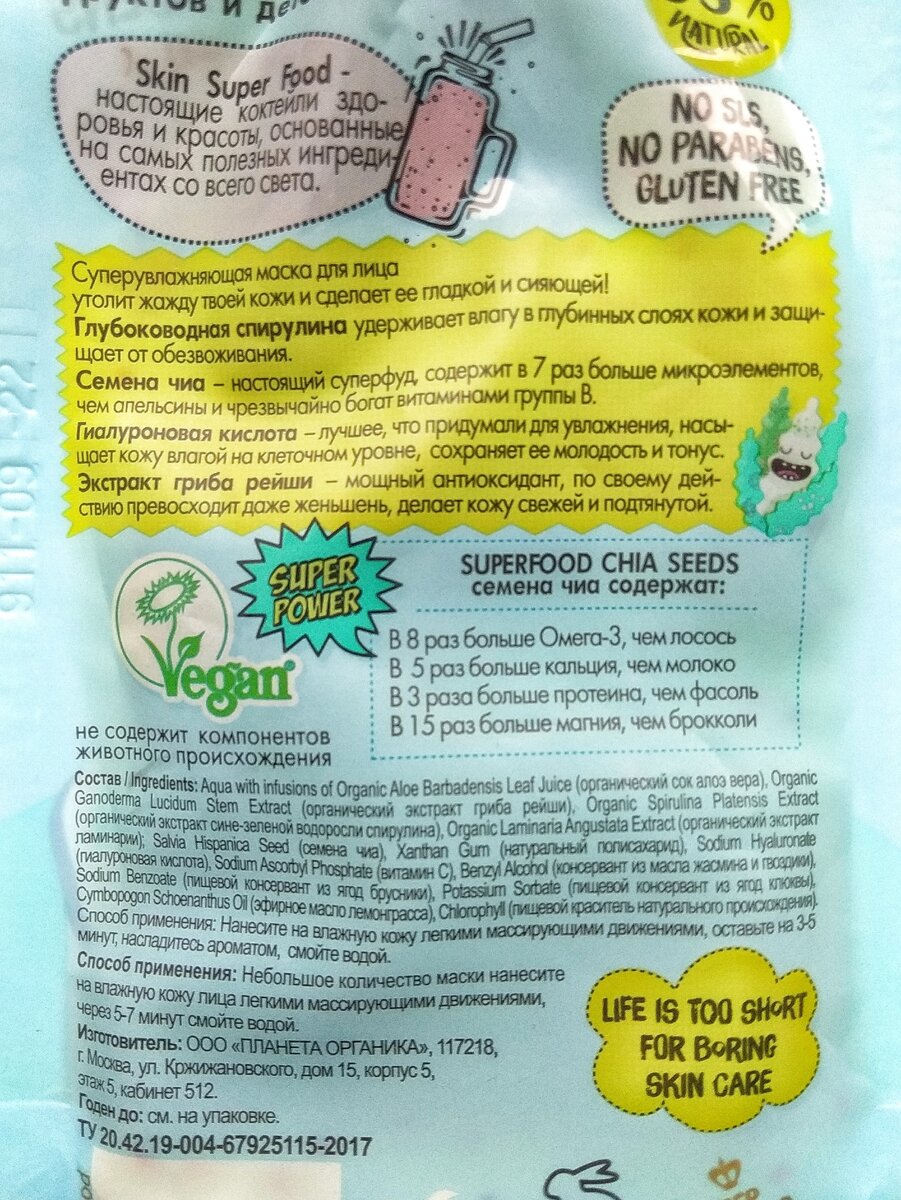 Skin Super Food -
настоящие коктейли здо-
ровья и красоты, основанные
на самых полезных ингреди-
ентах со всего света.
NATURAL
NO SLS,
NO PARABENS,
GLUTEN FREE
Суперувлажняющая маска для лица
утолит жажду твоей кожи и сделает ее гладкой и сияющей!
Глубоководная спирулина удерживает влагу в глубинных слоях кожи и защи-
щает от обезвоживания.
Семена чиа – настоящий суперфуд, содержит в 7 раз больше микроэлементов,
чем апельсины и чрезвычайно богат витаминами группы В.
Гиалуроновая кислота – лучшее, что придумали для увлажнения, насы-
щает кожу влагой на клеточном уровне, сохраняет ее молодость и тонус.
Экстракт гриба рейши – мощный антиоксидант, по своему дей-
ствию превосходит даже женьшень, делает кожу свежей и подтянутой.
SUPER
POWER
Vegan
не содержит компонентов
животного происхождения
SUPERFOOD CHIA SEEDS
семена чиа содержат:
В 8 раз больше Омега-3, чем лосось
В 5 раз больше кальция, чем молоко
В 3 раза больше протеина, чем фасоль
В 15 раз больше магния, чем брокколи
Состав / Ingredients: Aqua with infusions of Organic Aloe Barbadensis Leaf Juice (органический сок алоэ вера), Organic
Ganoderma Lucidum Stem Extract (органический экстракт гриба рейши), Organic Spirulina Platensis Extract
(органический экстракт сине-зеленой водоросли спирулина), Organic Laminaria Angustata Extract (органический экстракт
ламинарии); Salvia Hispanica Seed (семена чиа), Xanthan Gum (натуральный полисахарид), Sodium Hyaluronate
(гиалуроновая кислота), Sodium Ascorbyl Phosphate (витамин С), Benzyl Alcohol (консервант из масла жасмина и гвоздики),
Sodium Benzoate (пищевой консервант из ягод брусники), Potassium Sorbate (пищевой консервант из ягод клюквы),
Cymbopogon Schoenanthus Oil (эфирное масло лемонграсса), Chlorophyll (пищевой краситель натурального происхождения).
Способ применения: Нанесите на влажную кожу легкими массирующими движениями, оставьте на 3-5
минут, насладитесь ароматом, смойте водой.
Способ применения: Небольшое количество маски нанесите
на влажную кожу лица легкими массирующими движениями,
через 5-7 минут смойте водой.
Изготовитель: ООО «ПЛАНЕТА ОРГАНИКА», 117218,
г. Москва, ул. Кржижановского, дом 15, корпус 5,
этаж 5, кабинет 512.
Годен до: см. на упаковке.
ТУ 20.42.19-004-67925115-2017
LIFE IS TOO SHORT
FOR BORING
SKIN CARE